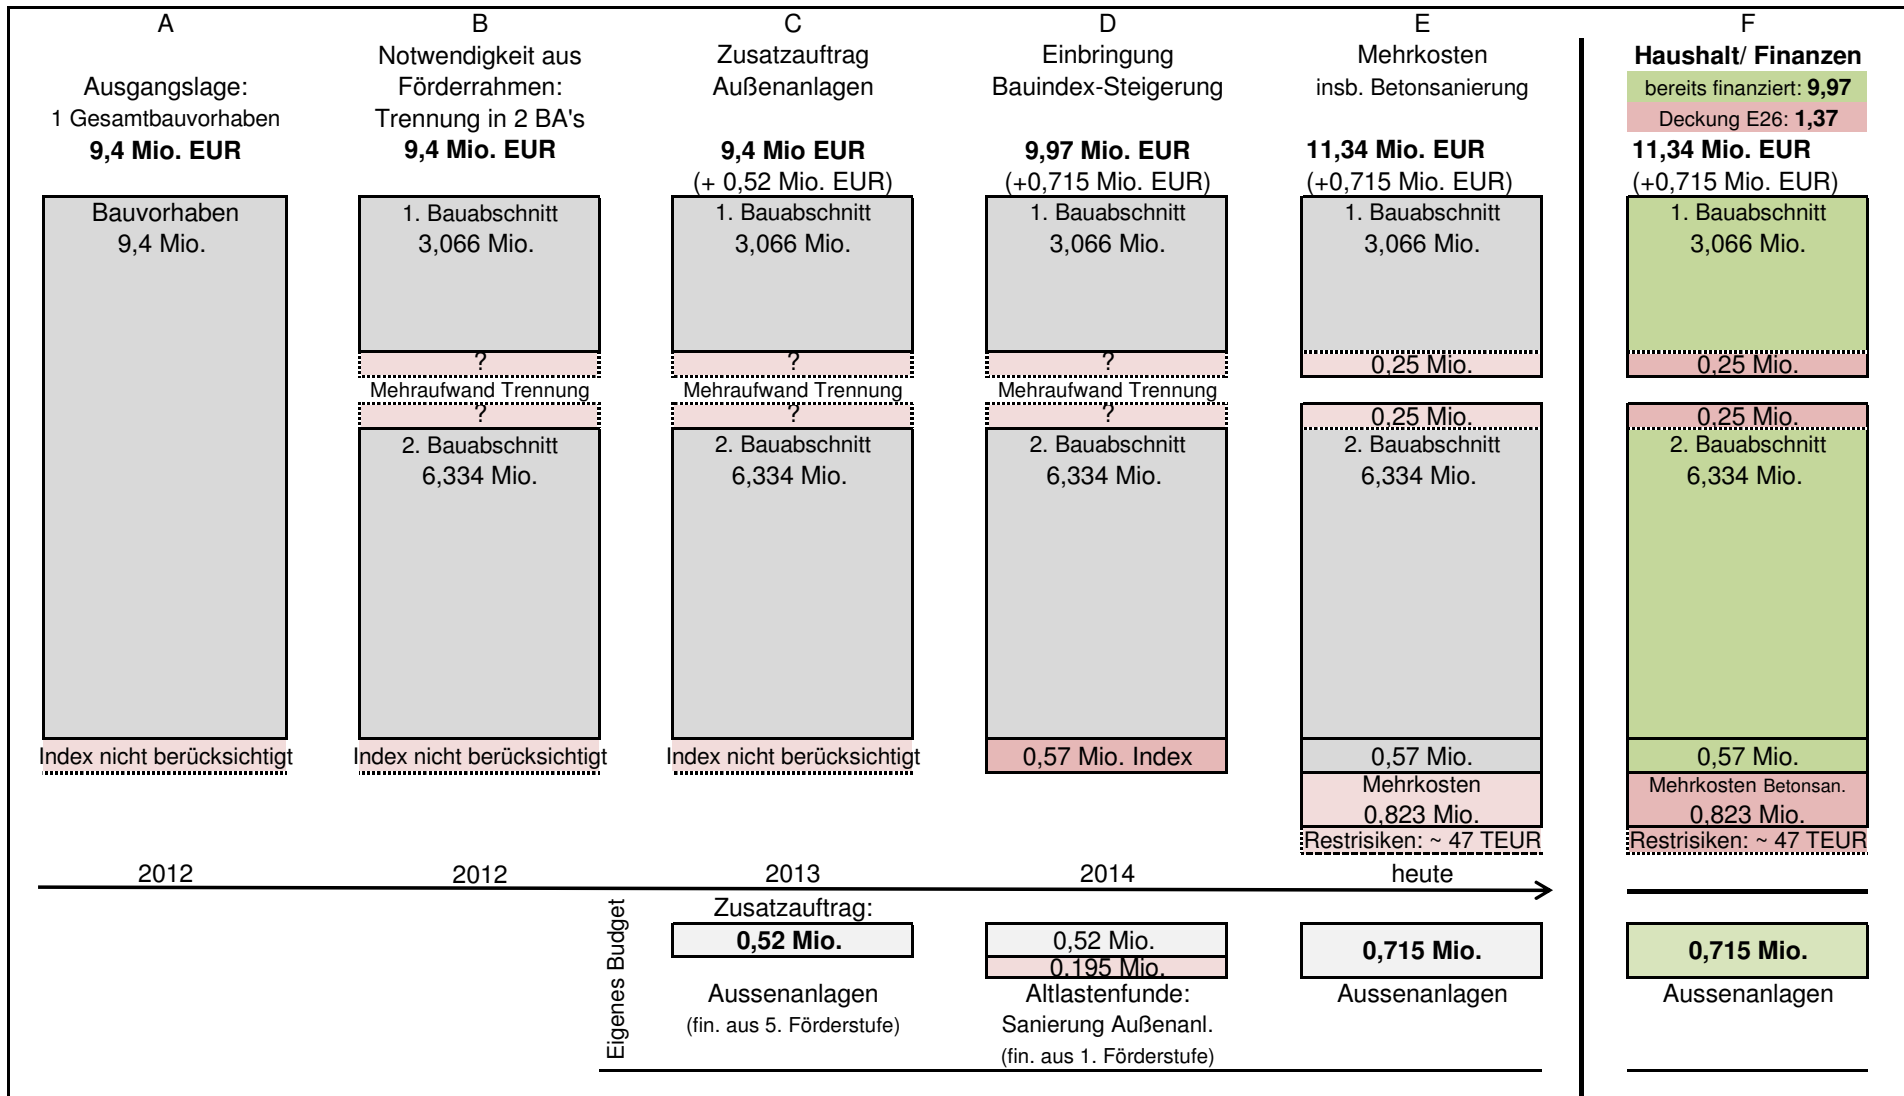 A
Ausgangslage:
1 Gesamtbauvorhaben
9,4 Mio. EUR
Bauvorhaben
9,4 Mio.
Index nicht berücksichtigt
2012
B
Notwendigkeit aus
Förderrahmen:
Trennung in 2 BA's
9,4 Mio. EUR
1. Bauabschnitt
3,066 Mio.
?
Mehraufwand Trennung
?
2. Bauabschnitt
6,334 Mio.
Index nicht berücksichtigt
2012
C
Zusatzauftrag
Außenanlagen
9,4 Mio EUR
(+ 0,52 Mio. EUR)
1. Bauabschnitt
3,066 Mio.
?
Mehraufwand Trennung
?
2. Bauabschnitt
6,334 Mio.
Index nicht berücksichtigt
2013
Eigenes Budget
Zusatzauftrag:
0,52 Mio.
Aussenanlagen
(fin. aus 5. Förderstufe)
D
Einbringung
Bauindex-Steigerung
9,97 Mio. EUR
(+0,715 Mio. EUR)
1. Bauabschnitt
3,066 Mio.
?
Mehraufwand Trennung
?
2. Bauabschnitt
6,334 Mio.
0,57 Mio. Index
2014
0,52 Mio.
0,195 Mio.
Altlastenfunde:
Sanierung Außenanl.
(fin. aus 1. Förderstufe)
E
Mehrkosten
insb. Betonsanierung
11,34 Mio. EUR
(+0,715 Mio. EUR)
1. Bauabschnitt
3,066 Mio.
0,25 Mio.
0,25 Mio.
2. Bauabschnitt
6,334 Mio.
0,57 Mio.
Mehrkosten
0,823 Mio.
Restrisiken: ~ 47 TEUR
heute
0,715 Mio.
Aussenanlagen
F
Haushalt/ Finanzen
bereits finanziert: 9,97
Deckung E26: 1,37
11,34 Mio. EUR
(+0,715 Mio. EUR)
1. Bauabschnitt
3,066 Mio.
0,25 Mio.
0,25 Mio.
2. Bauabschnitt
6,334 Mio.
0,57 Mio.
Mehrkosten Betonsan.
0,823 Mio.
Restrisiken: ~ 47 TEUR
0,715 Mio.
Aussenanlagen